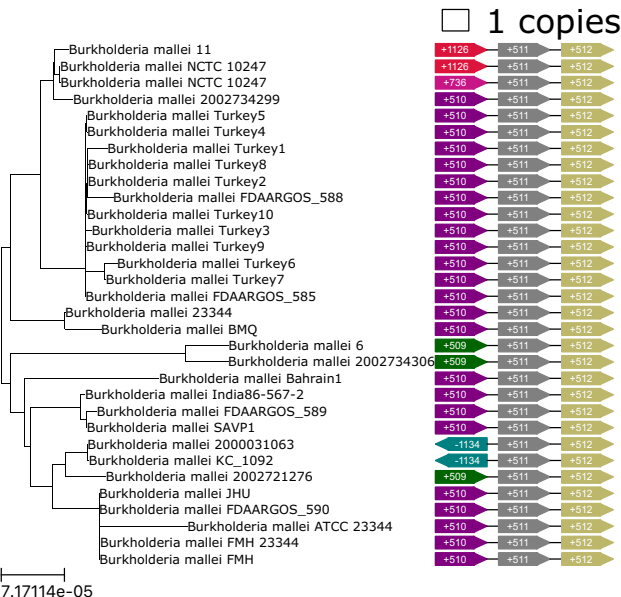 1 copies
Burkholderia mallei 11 +1126 +511 +512
Burkholderia mallei NCTC 10247 +1126 +511 +512
Burkholderia mallei NCTC 10247 +736 +511 +512
Burkholderia mallei 2002734299 +510 +511 +512
Burkholderia mallei Turkey5 +510 +511 +512
Burkholderia mallei Turkey4 +510 +511 +512
Burkholderia mallei Turkey1 +510 +511 +512
Burkholderia mallei Turkey8 +510 +511 +512
Burkholderia mallei Turkey2 +510 +511 +512
Burkholderia mallei FDAARGOS_588 +510 +511 +512
Burkholderia mallei Turkey10 +510 +511 +512
Burkholderia mallei Turkey3 +510 +511 +512
Burkholderia mallei Turkey9 +510 +511 +512
Burkholderia mallei Turkey6 +510 +511 +512
Burkholderia mallei Turkey7 +510 +511 +512
Burkholderia mallei FDAARGOS_585 +510 +511 +512
Burkholderia mallei 23344 +510 +511 +512
Burkholderia mallei BMQ +510 +511 +512
Burkholderia mallei 6 +509 +511 +512
Burkholderia mallei 2002734306 +509 +511 +512
Burkholderia mallei Bahrain1 +510 +511 +512
Burkholderia mallei India86-567-2 +510 +511 +512
Burkholderia mallei FDAARGOS_589 +510 +511 +512
Burkholderia mallei SAVP1 +510 +511 +512
Burkholderia mallei 2000031063 -1134 +511 +512
Burkholderia mallei KC_1092 -1134 +511 +512
Burkholderia mallei 2002721276 +509 +511 +512
Burkholderia mallei JHU +510 +511 +512
Burkholderia mallei FDAARGOS_590 +510 +511 +512
Burkholderia mallei ATCC 23344 +510 +511 +512
Burkholderia mallei FMH 23344 +510 +511 +512
Burkholderia mallei FMH +510 +511 +512
7.17114e-05